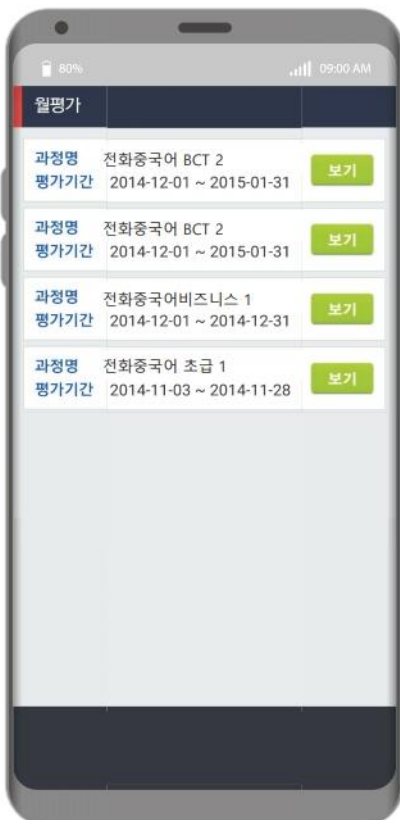 80% 09:00 AM
월평가
과정명 전화중국어 BCT 2
평가기간 2014-12-01 ~ 2015-01-31
보기
과정명 전화중국어 BCT 2
평가기간 2014-12-01 ~ 2015-01-31
보기
과정명 전화중국어비즈니스 1
평가기간 2014-12-01 ~ 2014-12-31
보기
과정명 전화중국어 초급 1
평가기간 2014-11-03 ~ 2014-11-28
보기